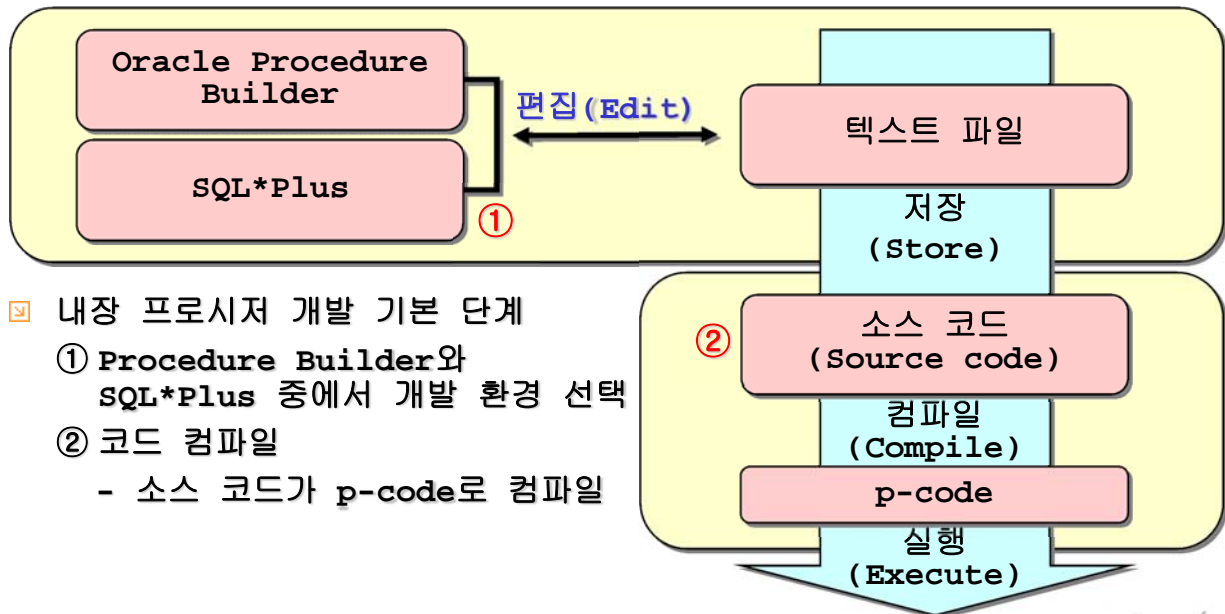 Oracle Procedure
Builder
SQL*Plus
①
편집(Edit)
텍스트 파일
저장
(Store)
내장 프로시저 개발 기본 단계
① Procedure Builder와
SQL*Plus 중에서 개발 환경 선택
② 코드 컴파일
- 소스 코드가 p-code로 컴파일
②
소스 코드
(Source code)
컴파일
(Compile)
p-code
실행
(Execute)